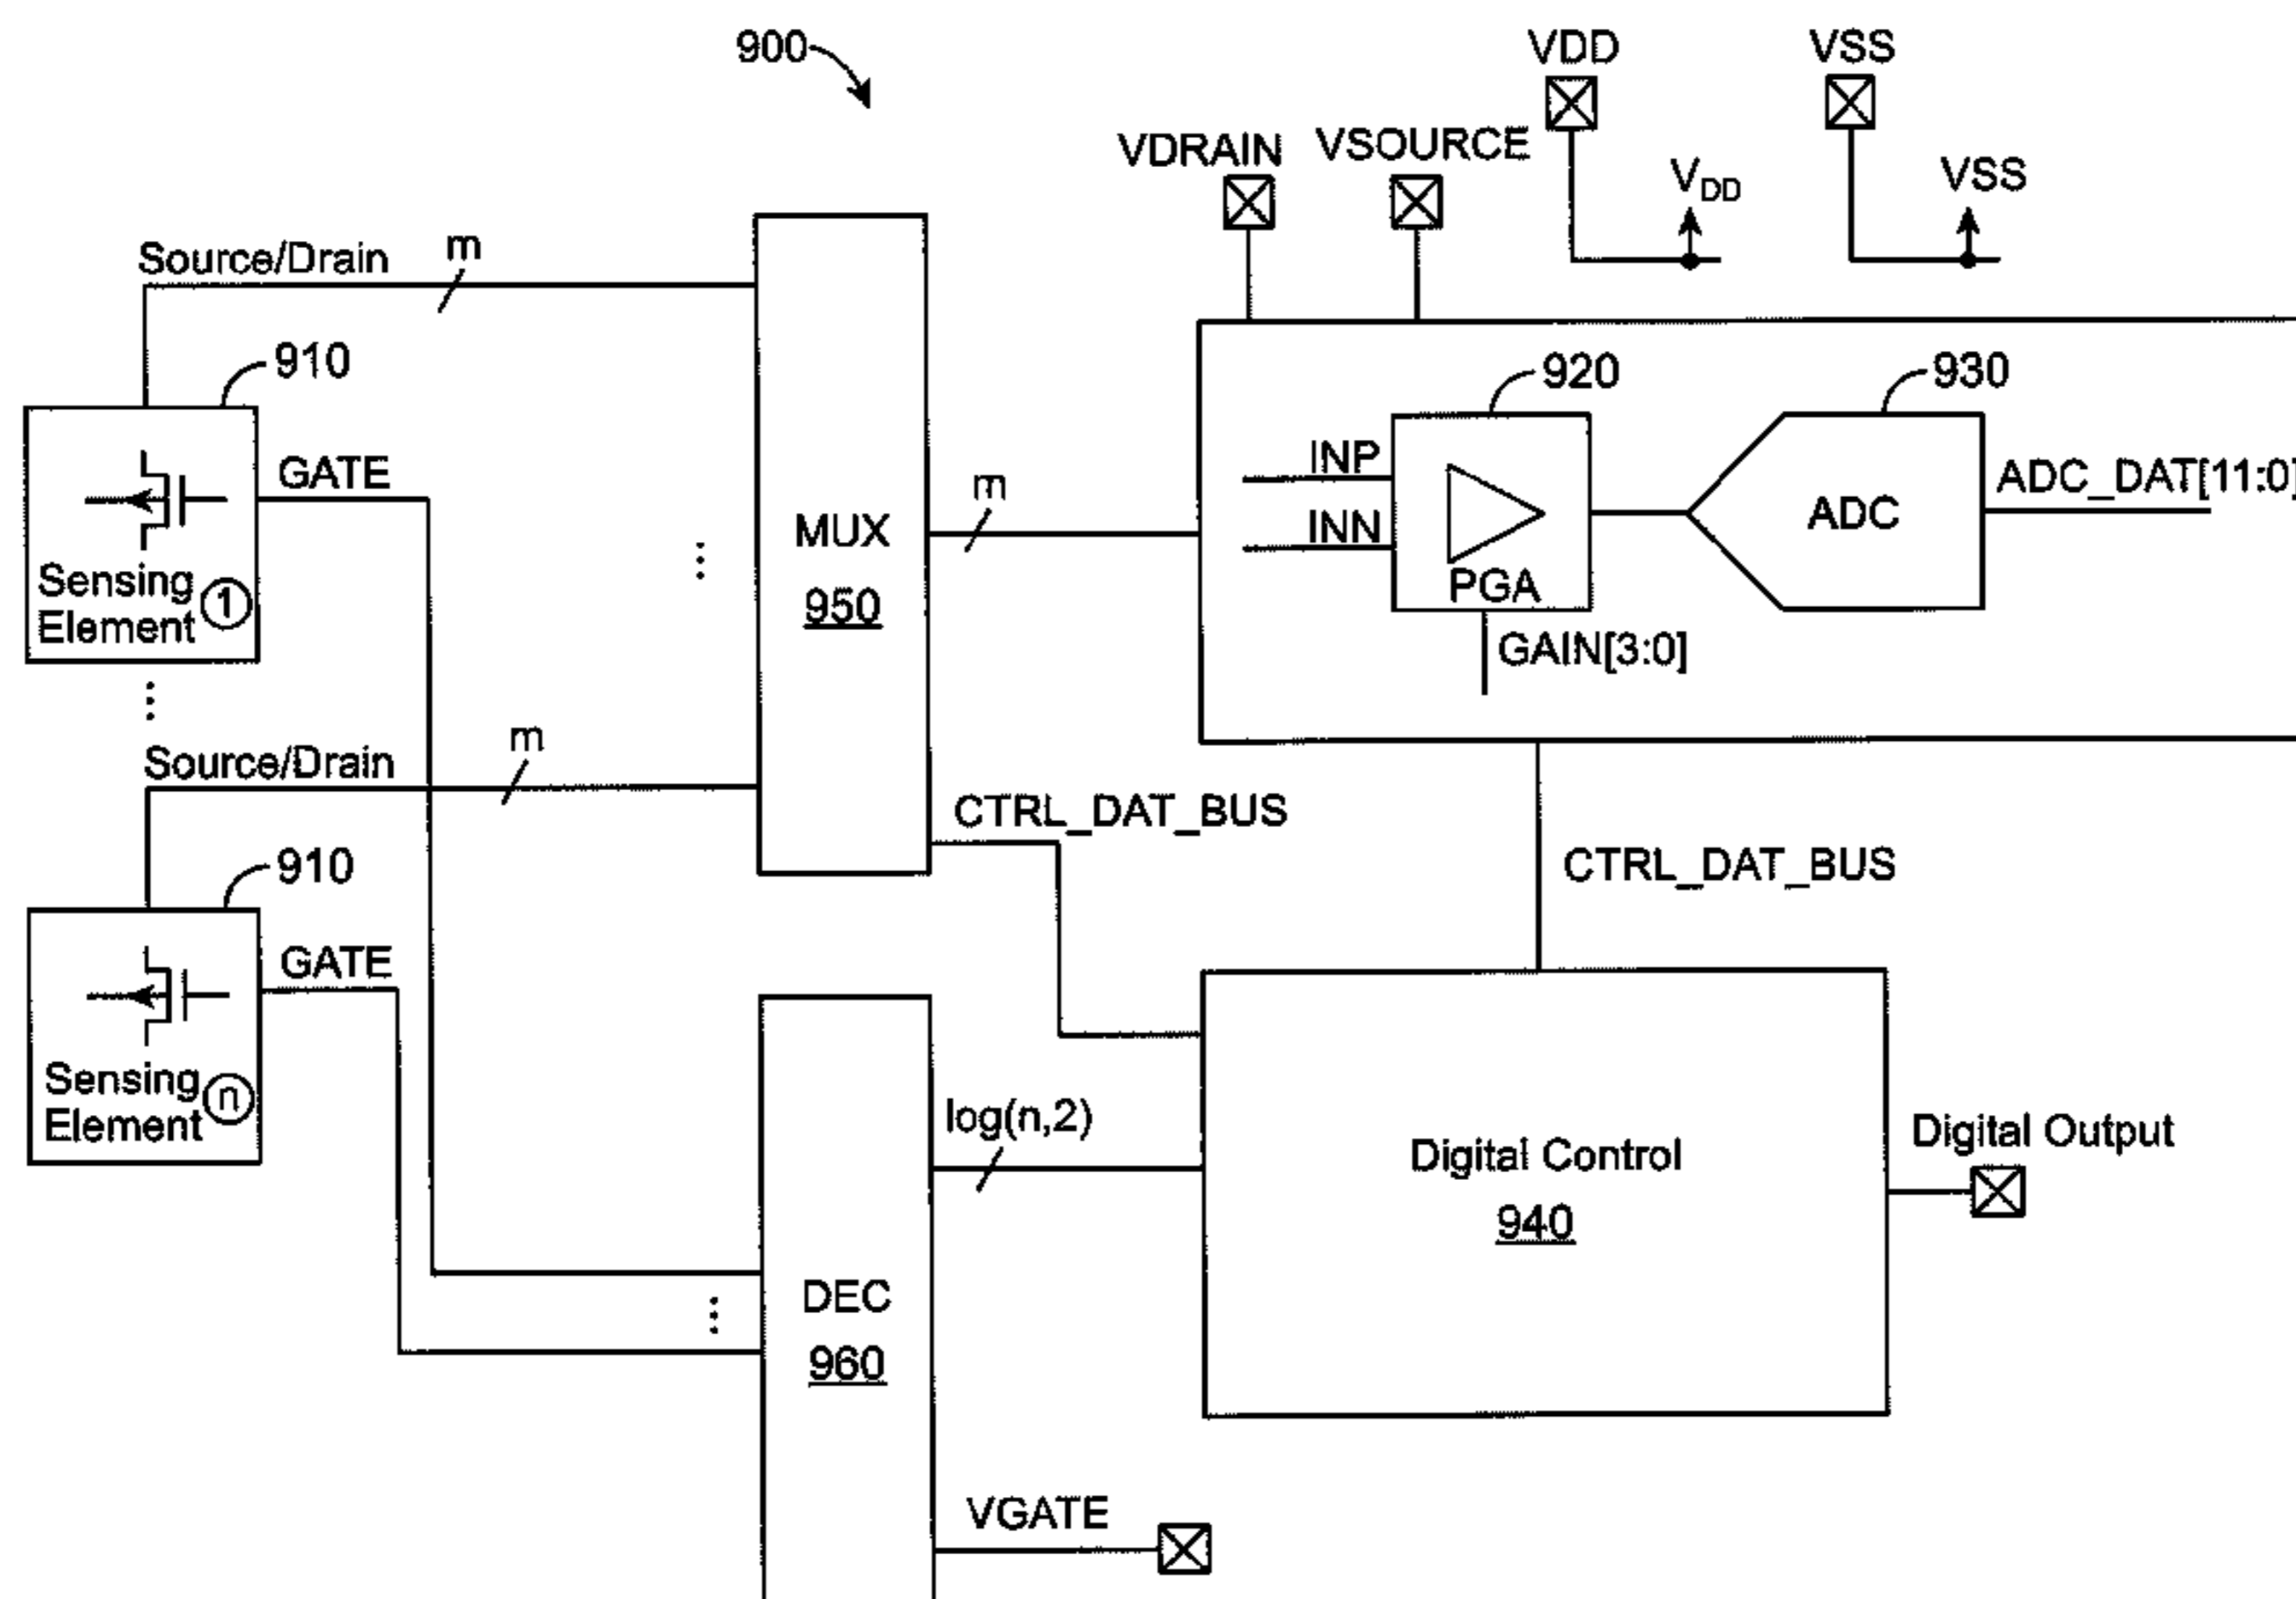 900
VDD
VSS
VDRAIN
VSOURCE
VDD
VSS
Source/Drain
m
910
GATE
Sensing
Element 1
MUX
950
m
INP
INN
920
PGA
GAIN[3:0]
930
ADC
ADC_DAT[11:0]
Source/Drain
m
CTRL_DAT_BUS
CTRL_DAT_BUS
910
GATE
Sensing
Element n
log(n,2)
Digital Control
940
Digital Output
DEC
960
VGATE